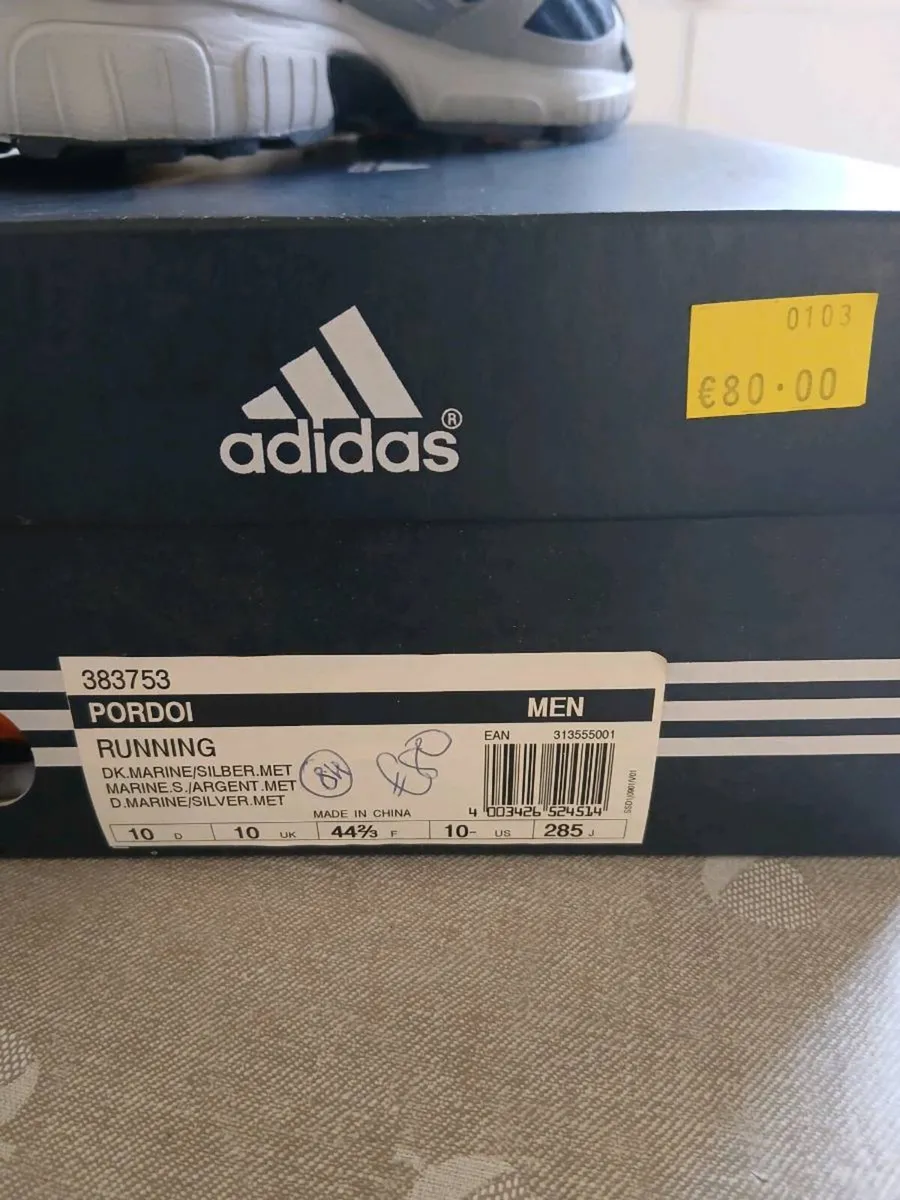 adidas®
0103
€80.00
383753
PORDOI MEN
RUNNING
EAN 313555001
DK.MARINE/SILBER.MET
MARINE.S./ARGENT.MET
D.MARINE/SILVER.MET
MADE IN CHINA
4 003426 524514
10 D 10 UK 44⅔ F 10- US 285 J